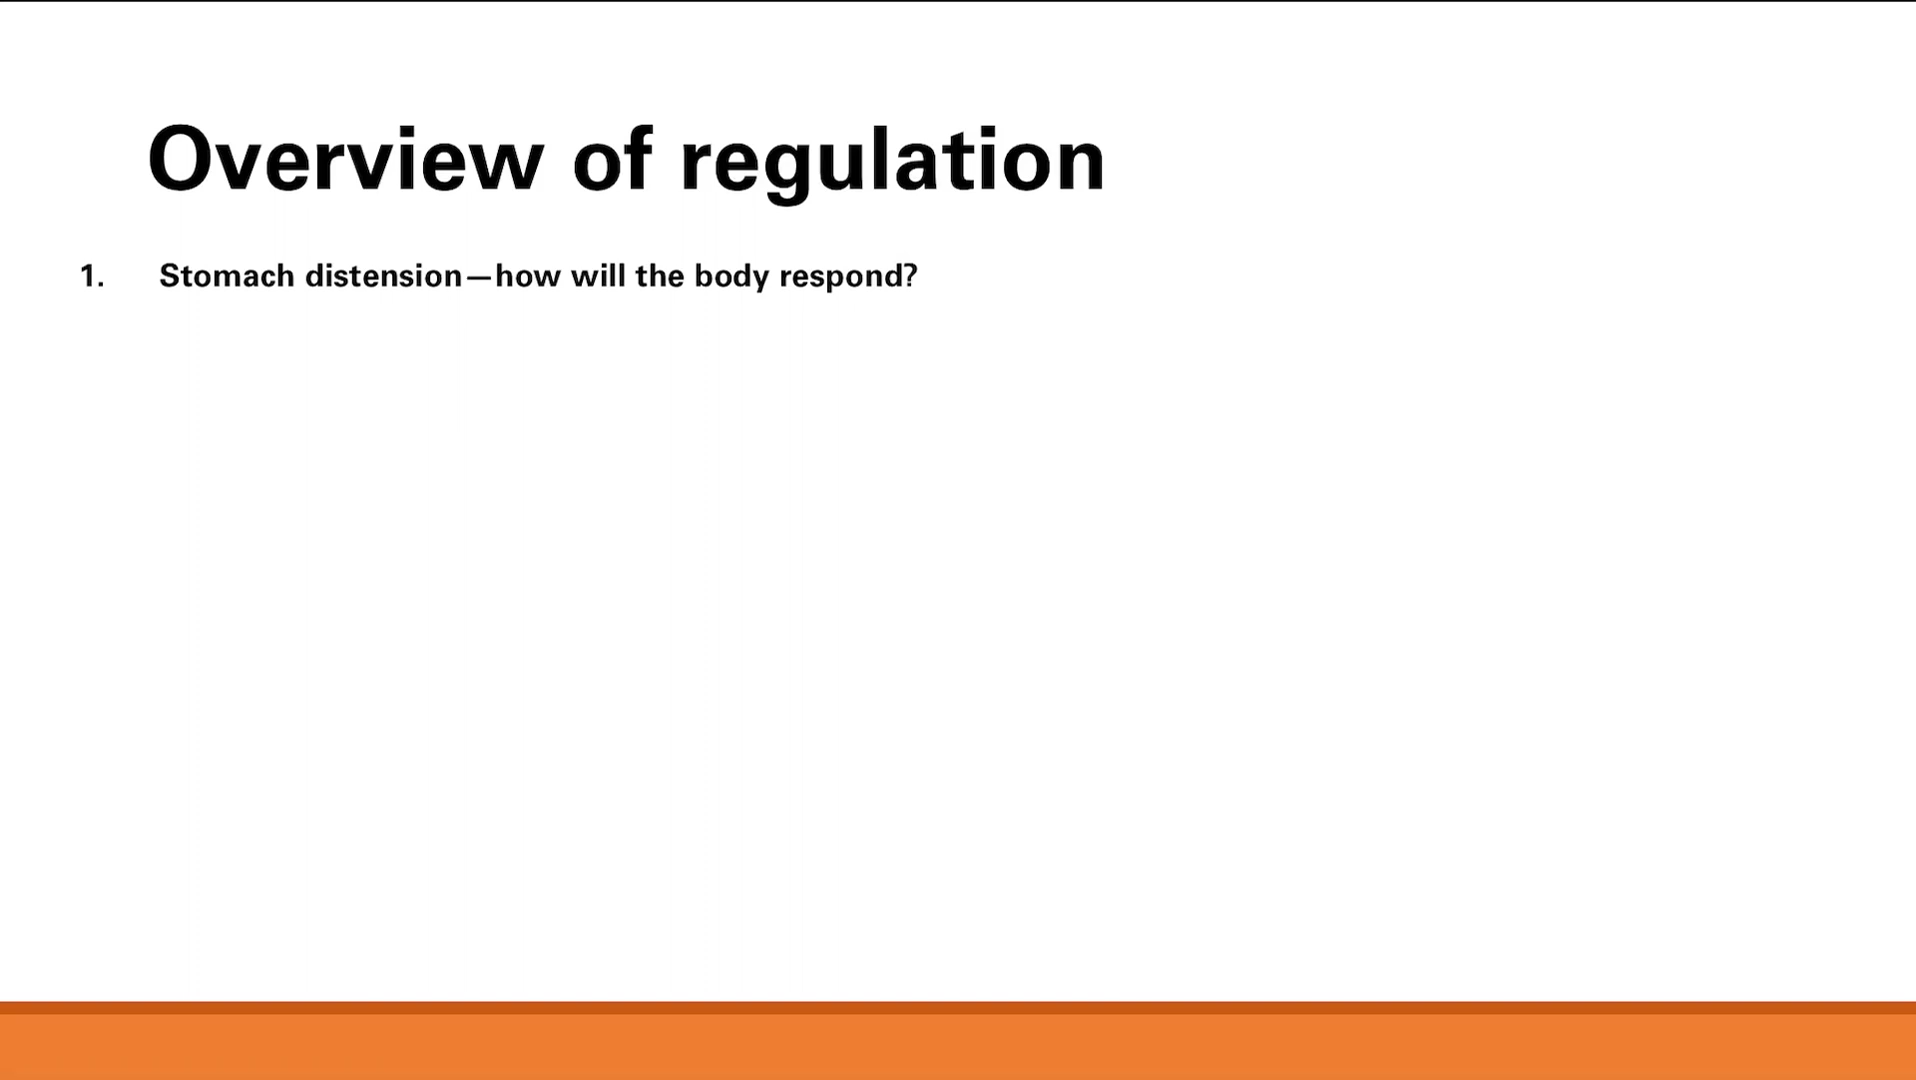 Overview of regulation
1. Stomach distension—how will the body respond?